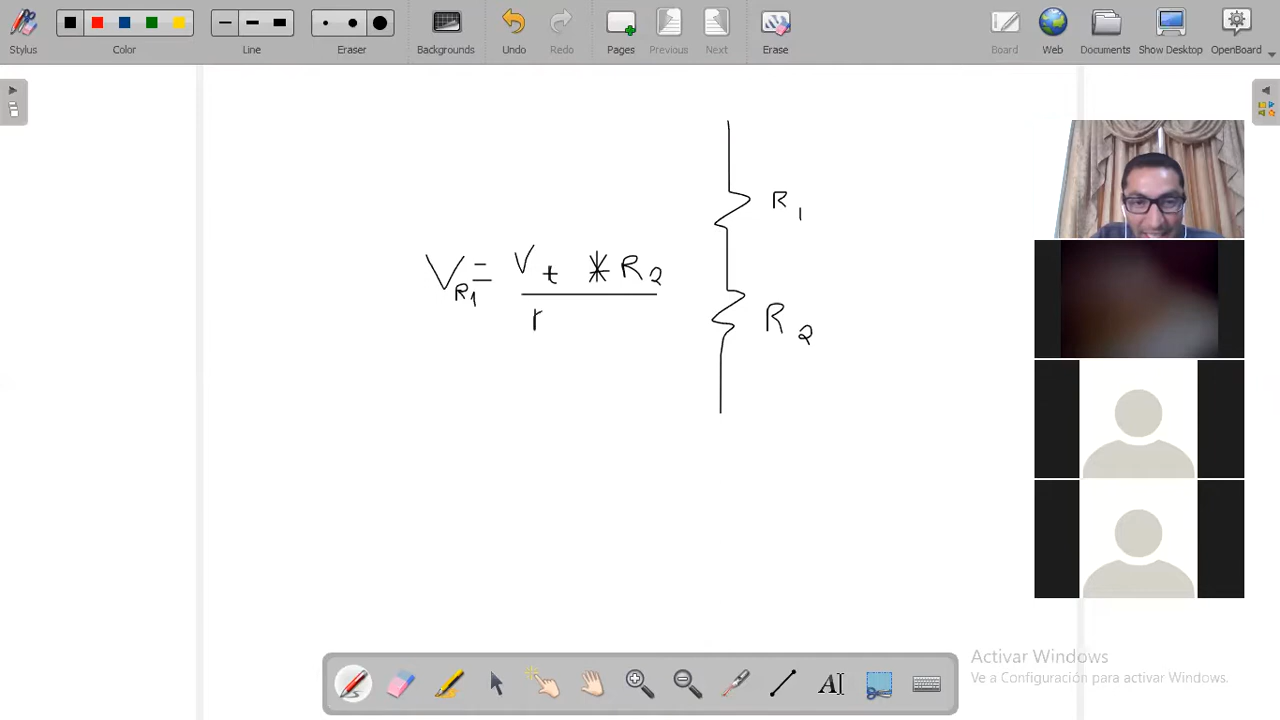 Stylus
Color
Line
Eraser
Backgrounds
Undo
Redo
Pages
Previous
Next
Erase
Board
Web
Documents
Show Desktop
OpenBoard
R1
VR1 = Vt * R2
r
R2
AI
Activar Windows
Ve a Configuración para activar Windows.